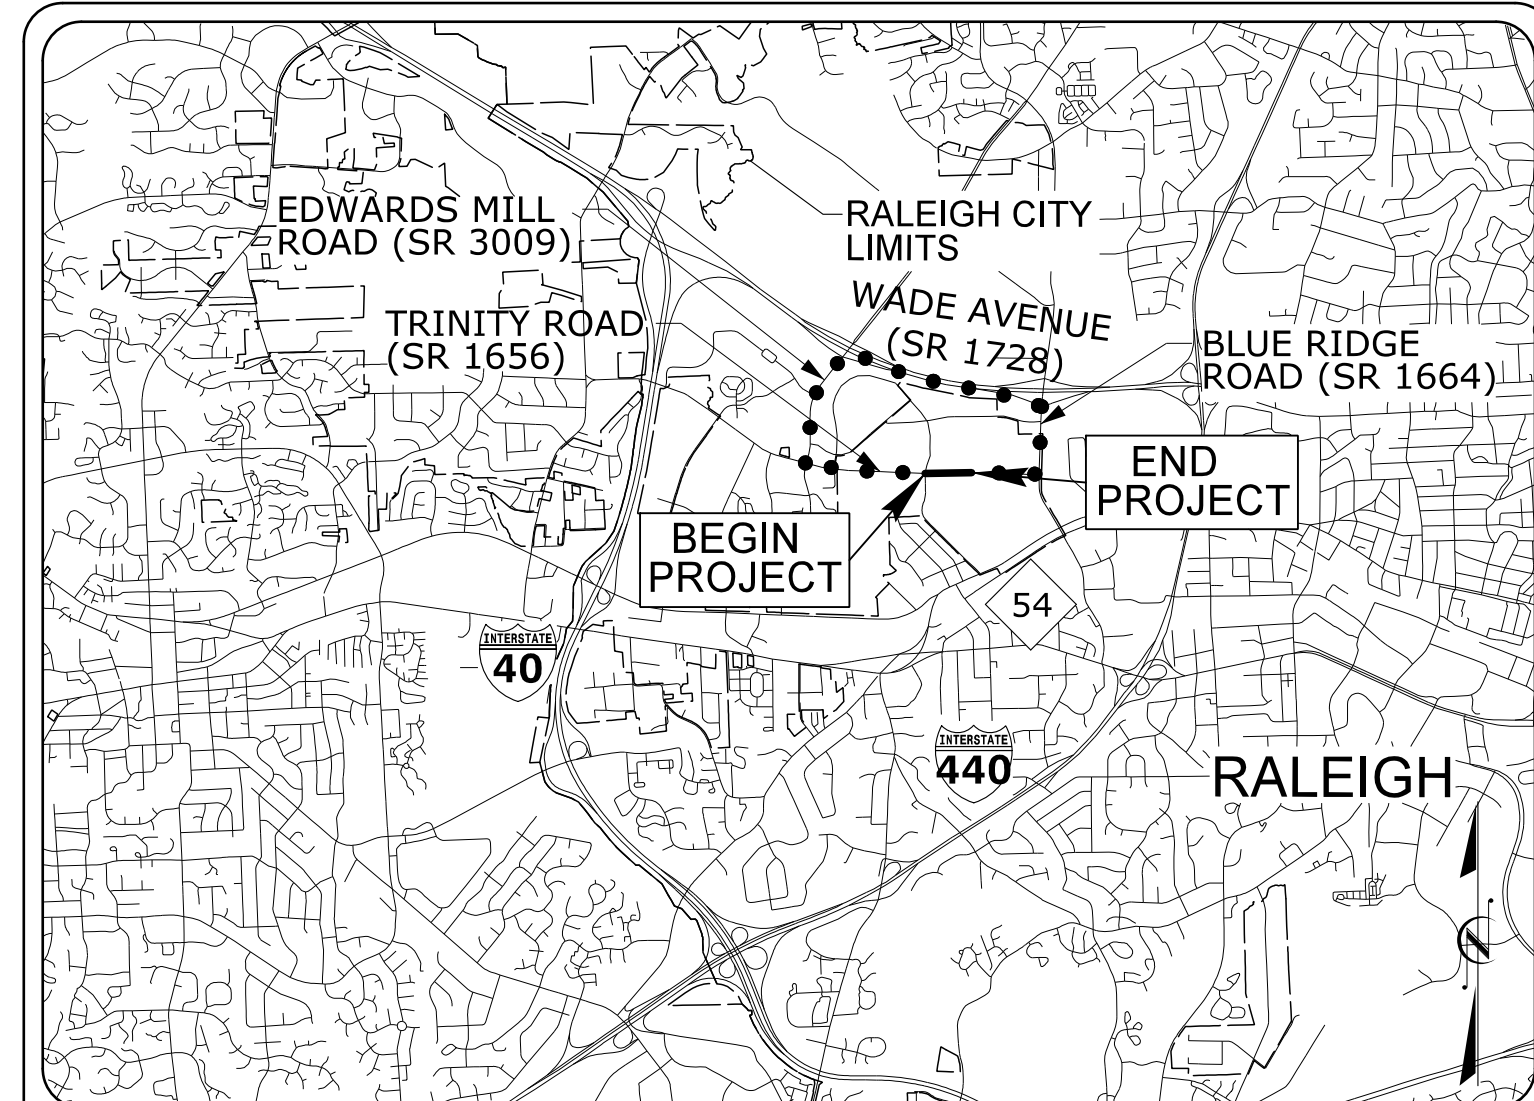 EDWARDS MILL
ROAD (SR 3009)
RALEIGH CITY
LIMITS
WADE AVENUE
(SR 1728)
TRINITY ROAD
(SR 1656)
BLUE RIDGE
ROAD (SR 1664)
END
PROJECT
BEGIN
PROJECT
54
INTERSTATE
40
INTERSTATE
440
RALEIGH
N